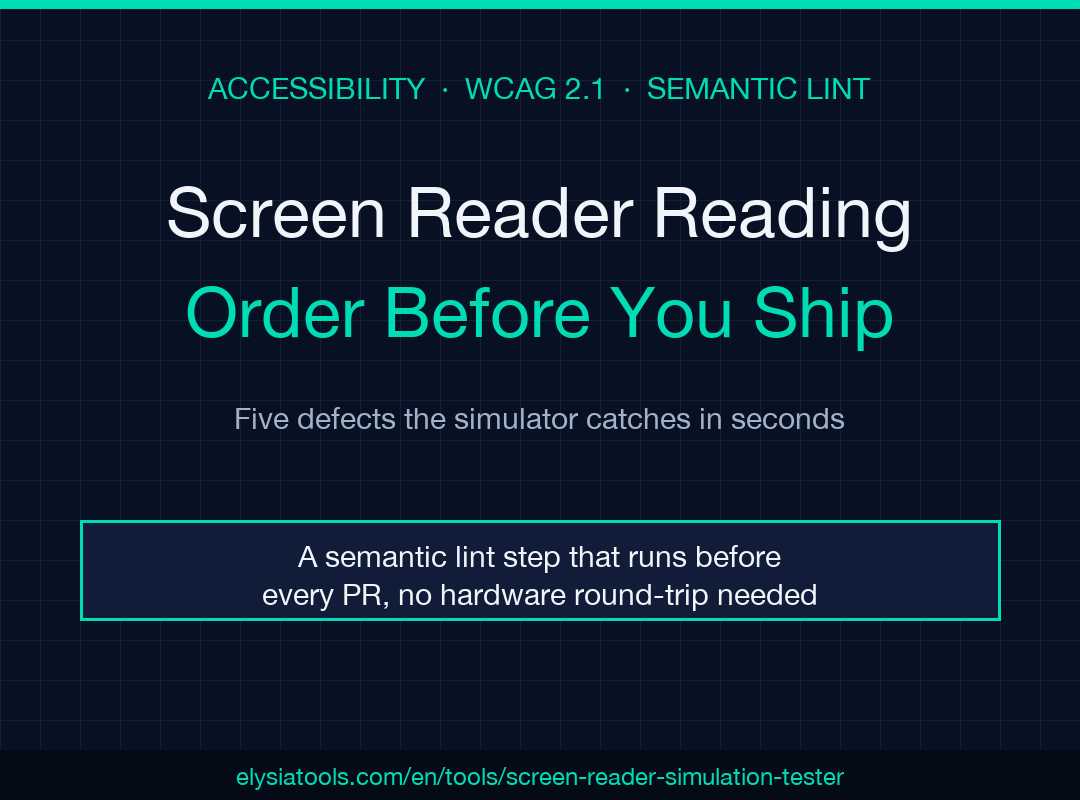 ACCESSIBILITY · WCAG 2.1 · SEMANTIC LINT
Screen Reader Reading
Order Before You Ship
Five defects the simulator catches in seconds
A semantic lint step that runs before
every PR, no hardware round-trip needed
elysiatools.com/en/tools/screen-reader-simulation-tester